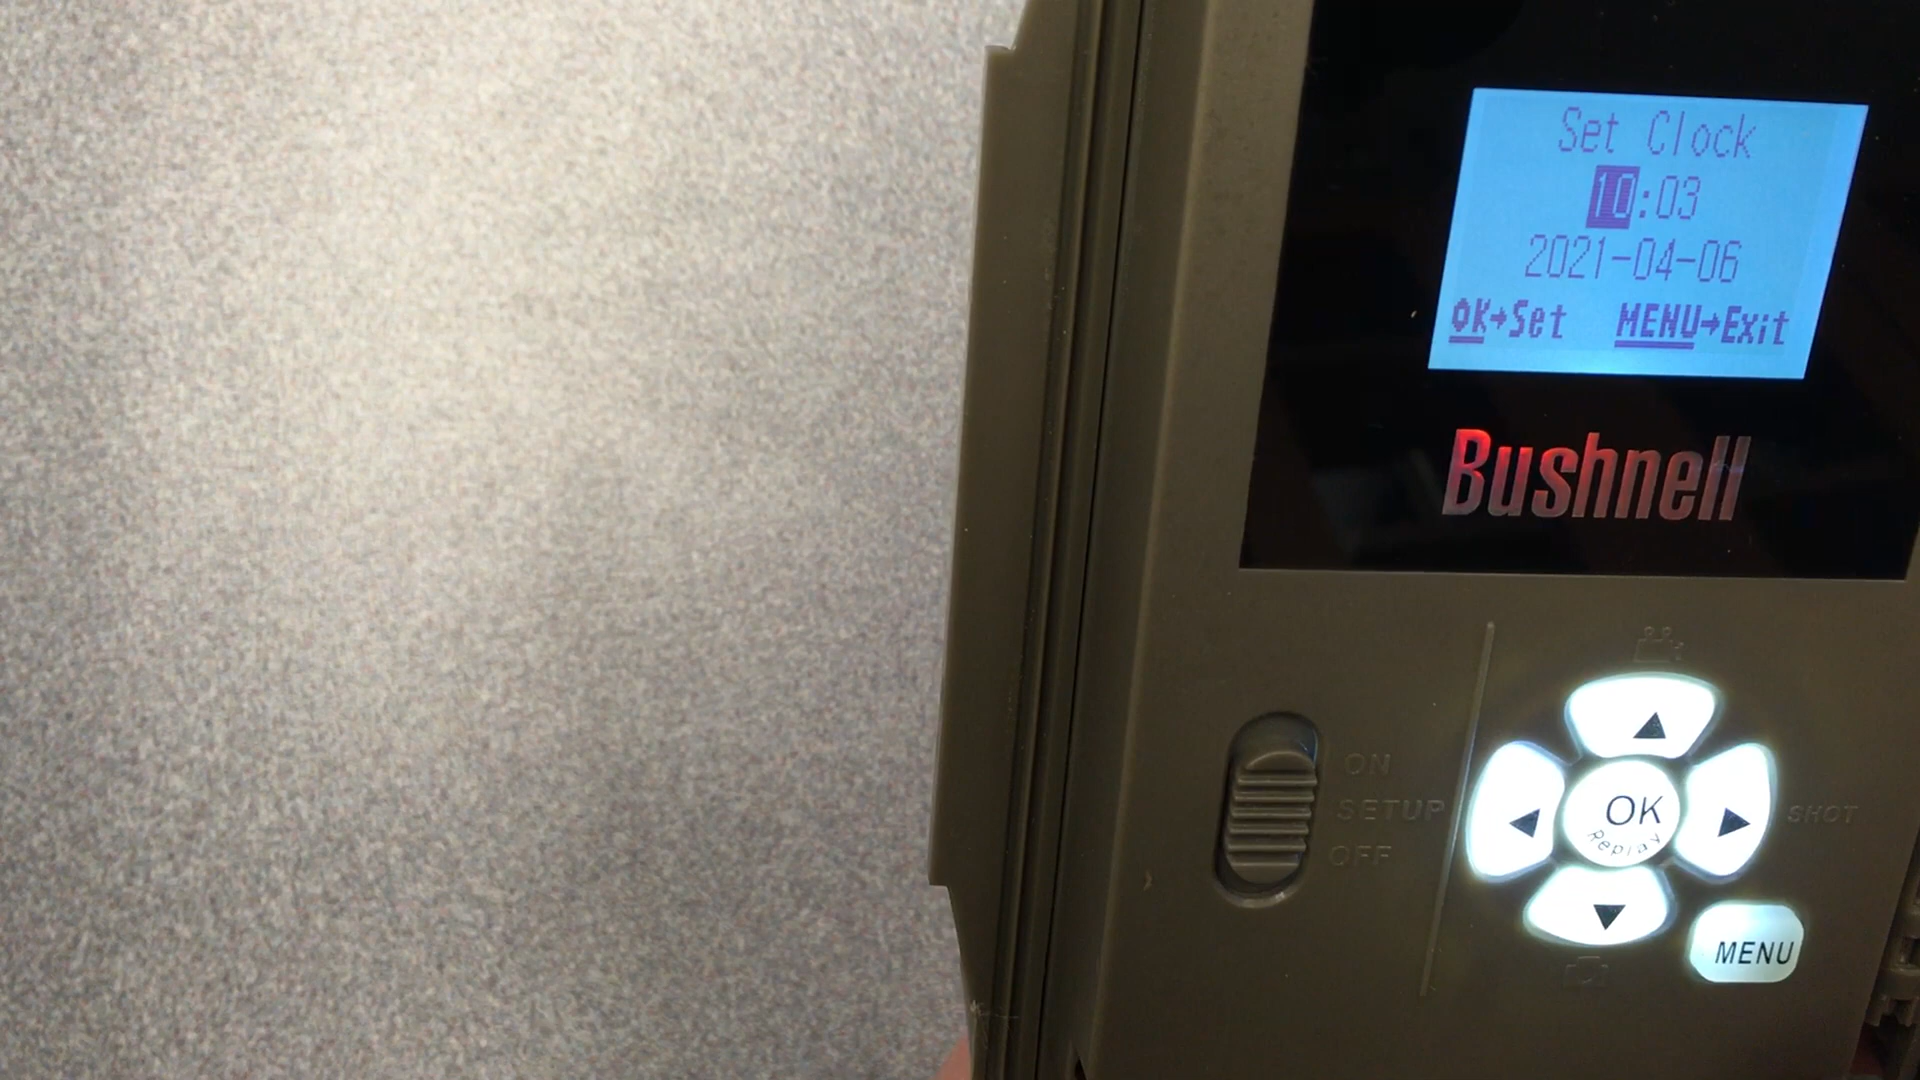 Set Clock
10:03
2021-04-06
OK→Set MENU→Exit
Bushnell
ON
SETUP
OFF
▲
◀
OK
Replay
▶
SHOT
▼
MENU